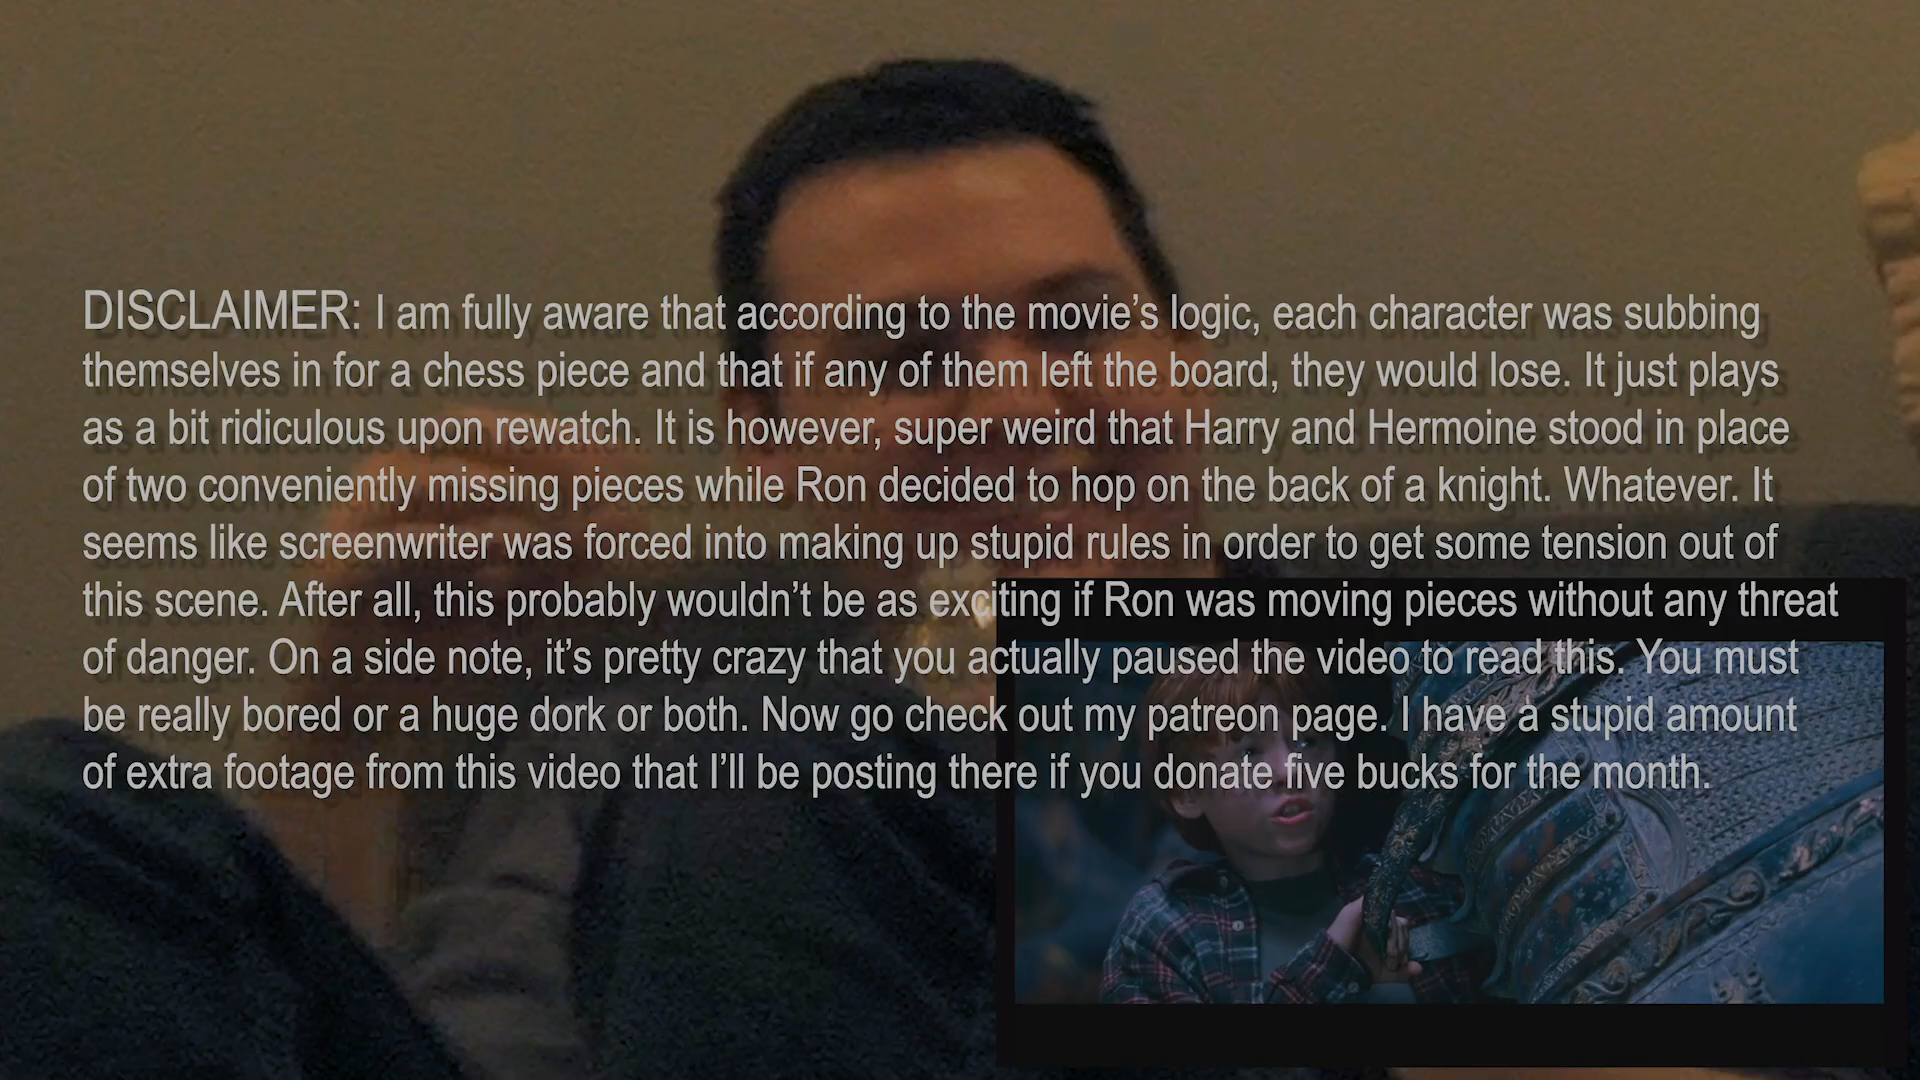 DISCLAIMER: I am fully aware that according to the movie’s logic, each character was subbing
themselves in for a chess piece and that if any of them left the board, they would lose. It just plays
as a bit ridiculous upon rewatch. It is however, super weird that Harry and Hermoine stood in place
of two conveniently missing pieces while Ron decided to hop on the back of a knight. Whatever. It
seems like screenwriter was forced into making up stupid rules in order to get some tension out of
this scene. After all, this probably wouldn’t be as exciting if Ron was moving pieces without any threat
of danger. On a side note, it’s pretty crazy that you actually paused the video to read this. You must
be really bored or a huge dork or both. Now go check out my patreon page. I have a stupid amount
of extra footage from this video that I’ll be posting there if you donate five bucks for the month.